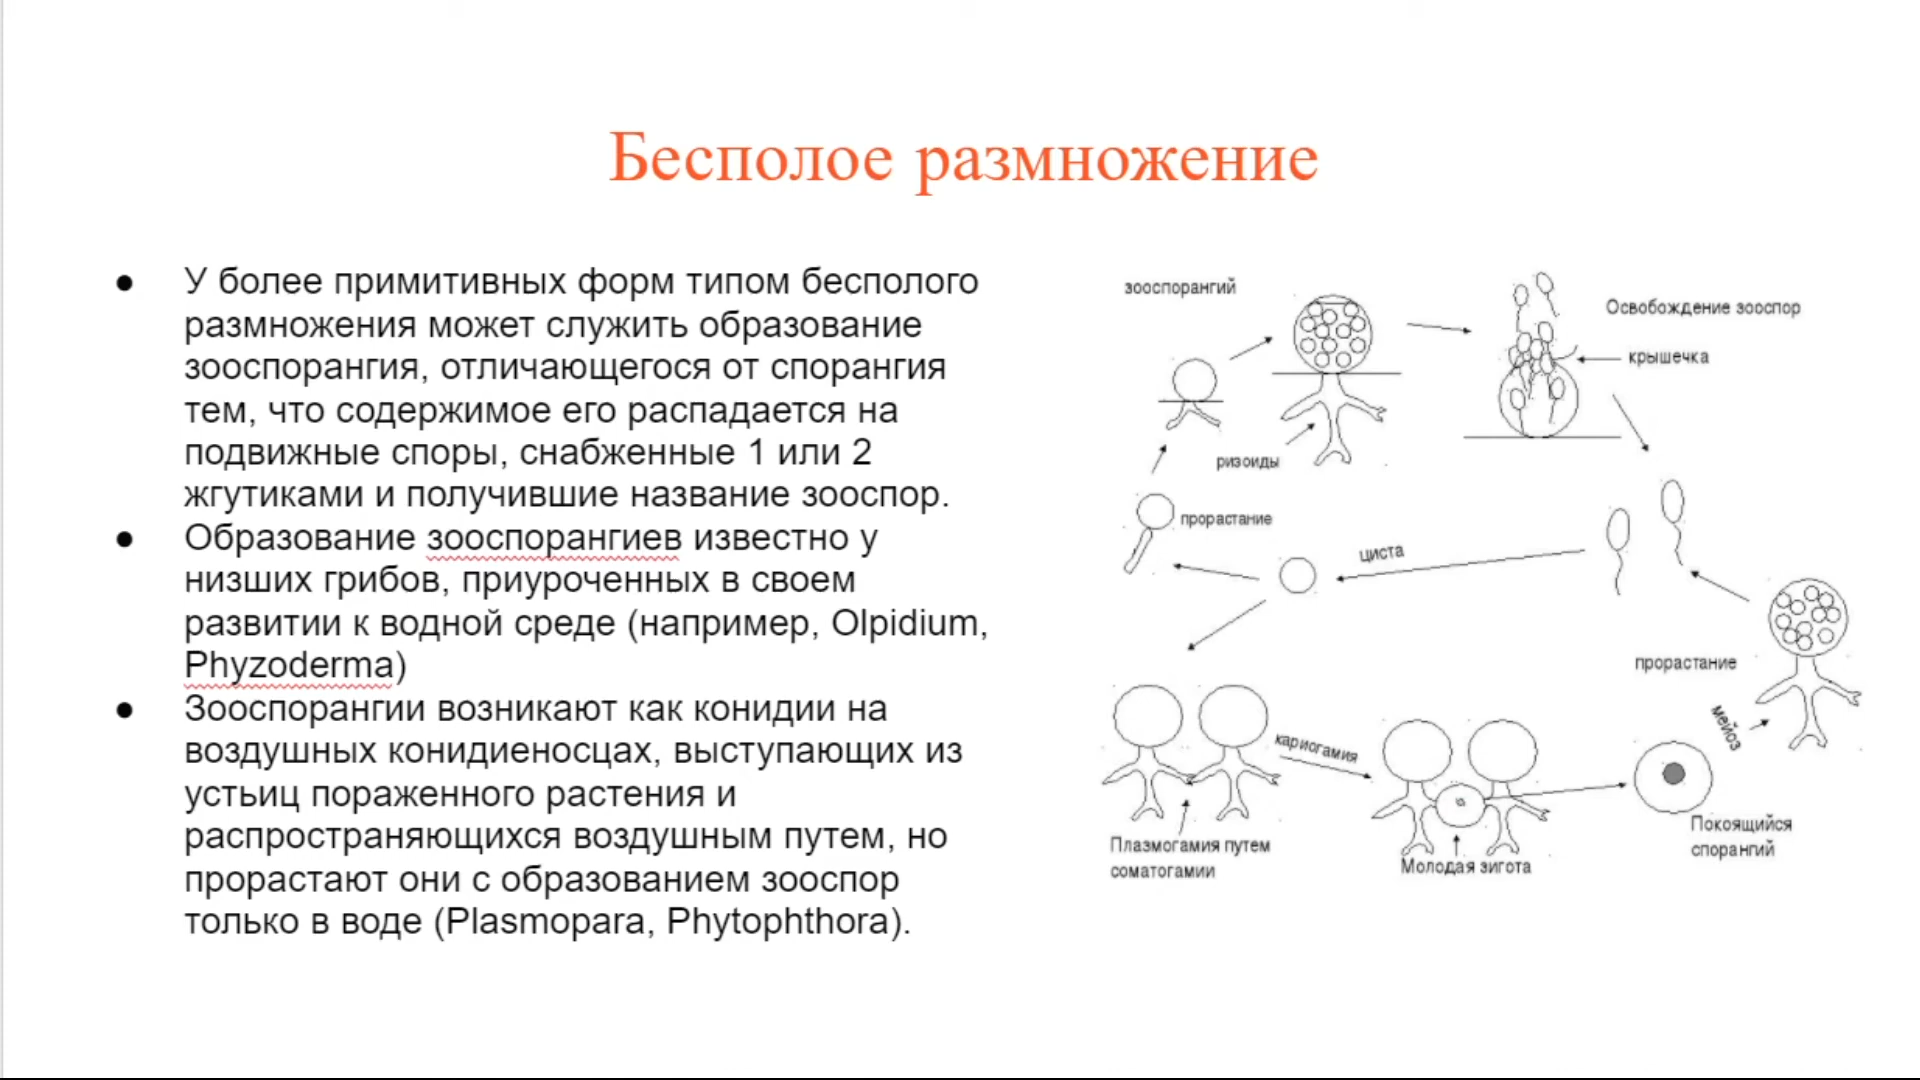 Бесполое размножение
● У более примитивных форм типом бесполого
размножения может служить образование
зооспорангия, отличающегося от спорангия
тем, что содержимое его распадается на
подвижные споры, снабженные 1 или 2
жгутиками и получившие название зооспор.
● Образование зооспорангиев известно у
низших грибов, приуроченных в своем
развитии к водной среде (например, Olpidium,
Phyzoderma)
● Зооспорангии возникают как конидии на
воздушных конидиеносцах, выступающих из
устьиц пораженного растения и
распространяющихся воздушным путем, но
прорастают они с образованием зооспор
только в воде (Plasmopara, Phytophthora).
зооспорангий
Освобождение зооспор
крышечка
ризоиды
прорастание
циста
прорастание
мейоз
кариогамия
Плазмогамия путем
соматогамии
Молодая зигота
Покоящийся
спорангий